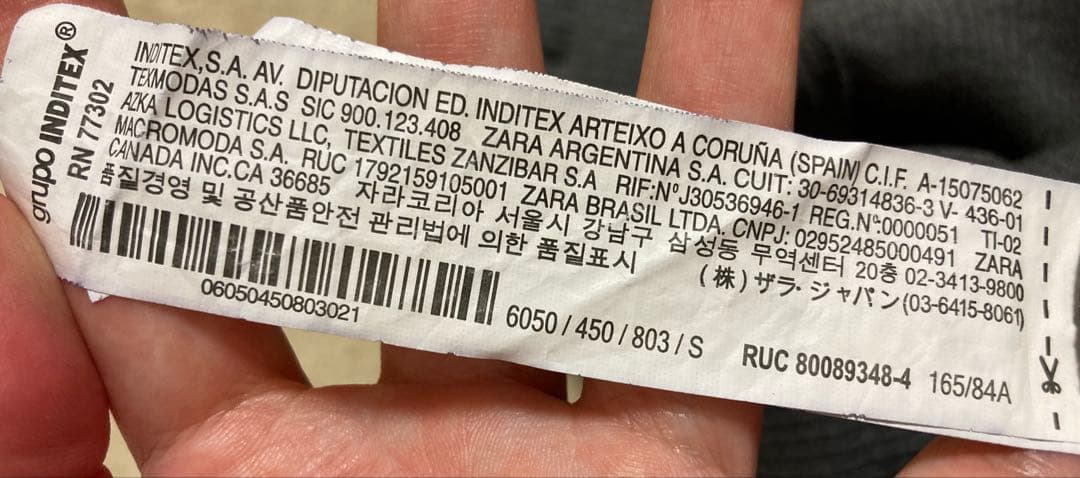 grupo INDITEX®
RN 77302
INDITEX,S.A. AV. DIPUTACION ED. INDITEX ARTEIXO A CORUÑA (SPAIN) C.I.F. A-15075062
TEXMODAS S.A.S SIC 900.123.408 ZARA ARGENTINA S.A. CUIT: 30-69314836-3 V- 436-01
AZKA LOGISTICS LLC, TEXTILES ZANZIBAR S.A RIF:Nº J30536946-1 REG.Nº:0000051 TI-02
MACROMODA S.A. RUC 1792159105001 ZARA BRASIL LTDA. CNPJ: 02952485000491 ZARA
CANADA INC.CA 36685 자라코리아 서울시 강남구 삼성동 무역센터 20층 02-3413-9800
품질경영 및 공산품안전 관리법에 의한 품질표시 (株) ザラ・ジャパン (03-6415-8061)
06050450803021
6050 / 450 / 803 / S
RUC 80089348-4 165/84A